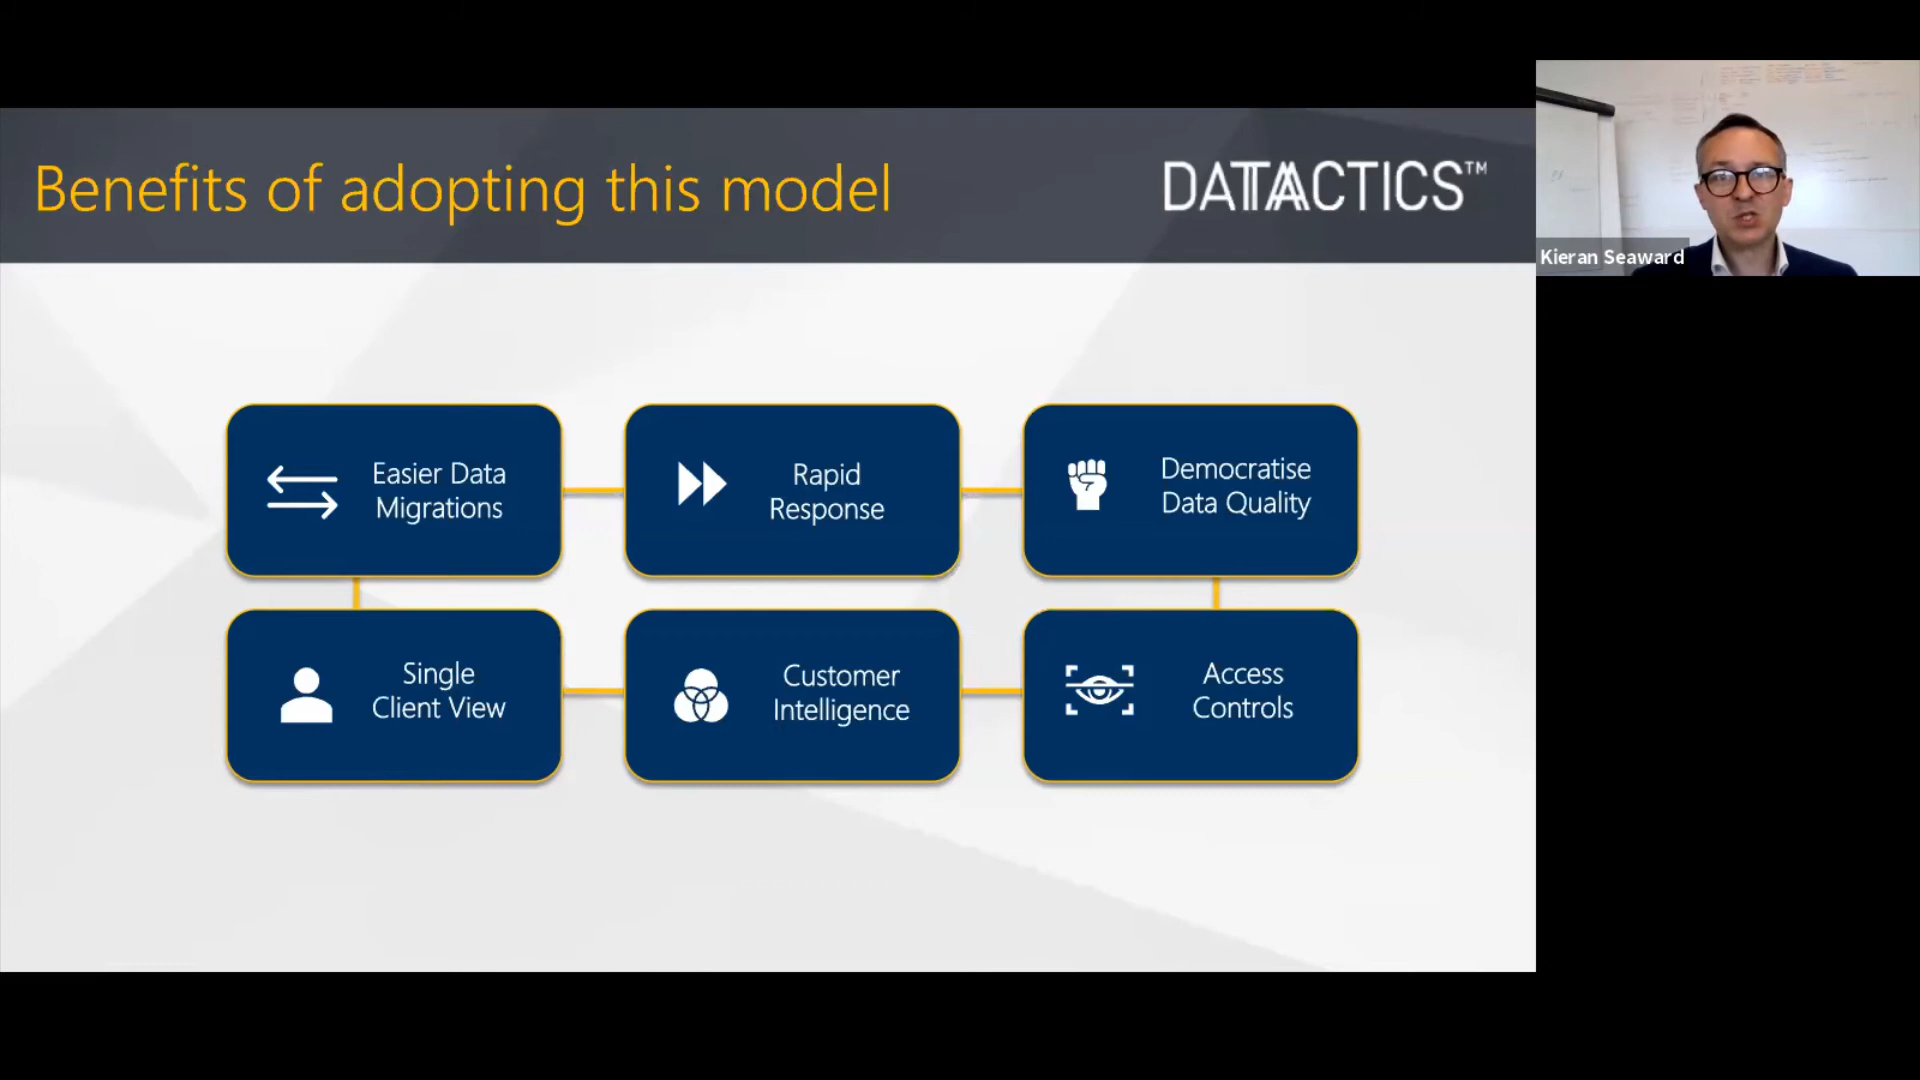 Benefits of adopting this model
DATACTICS™
Kieran Seaward
Easier Data
Migrations
Rapid
Response
Democratise
Data Quality
Single
Client View
Customer
Intelligence
Access
Controls